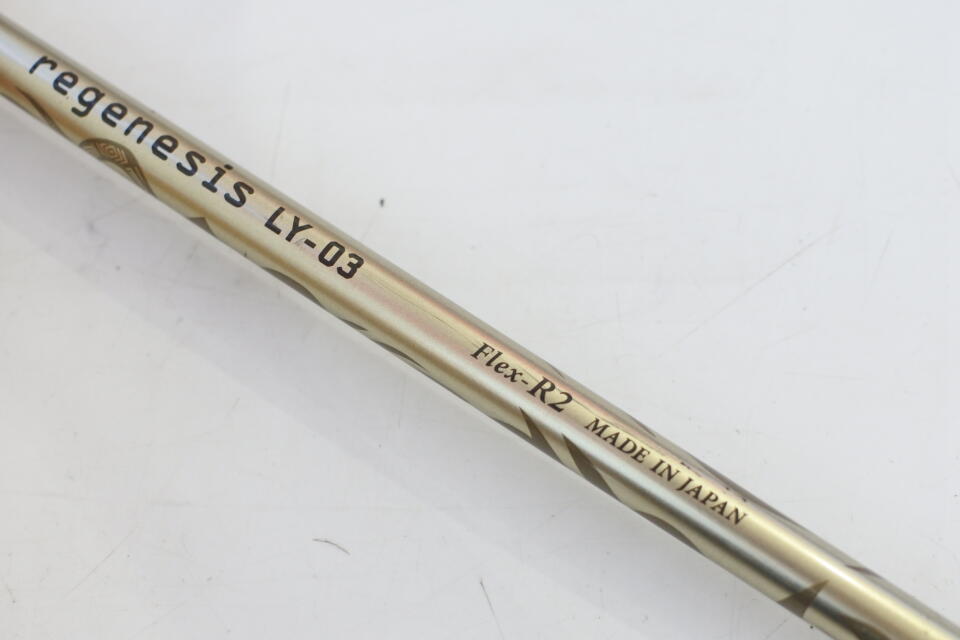 regenesis LY-03
Flex-R2 MADE IN JAPAN